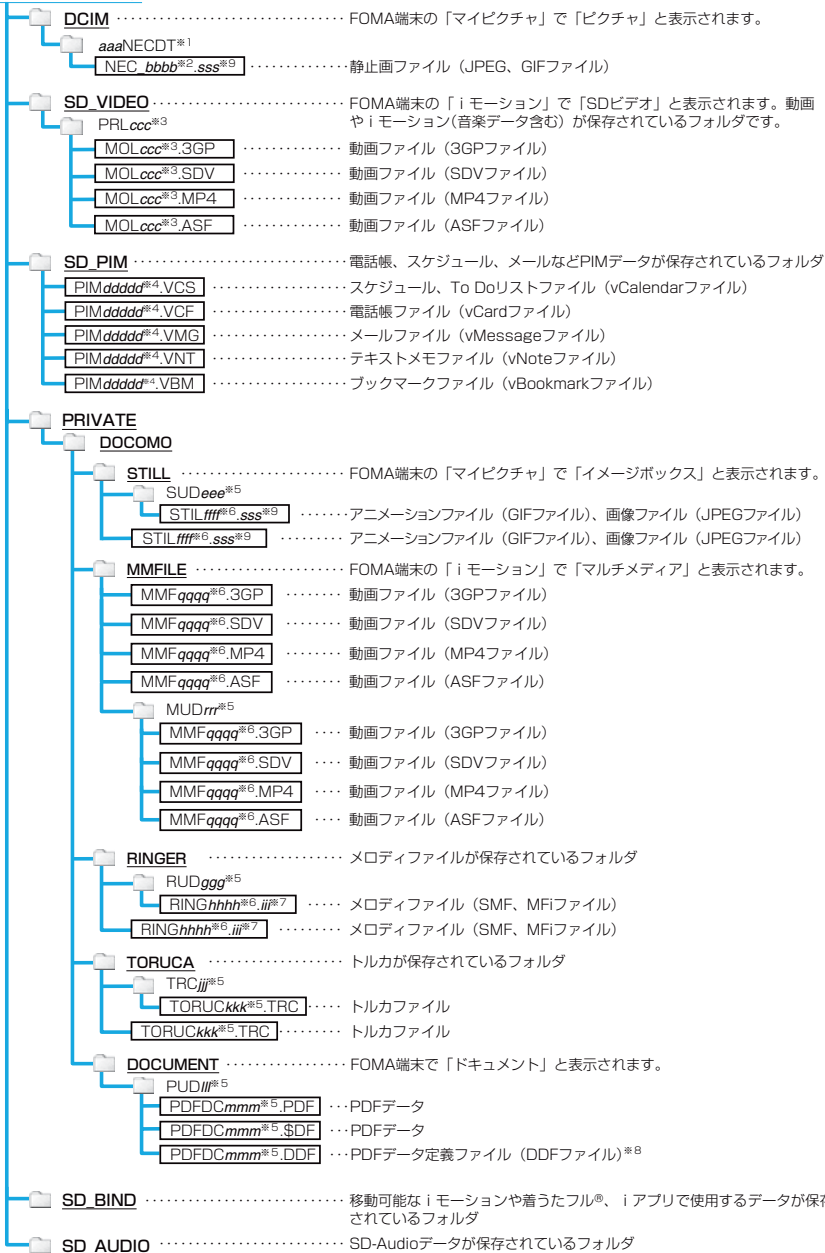 DCIM ・・・・・・・・・・・・・・・・・・・・・・・・ FOMA端末の「マイピクチャ」で「ピクチャ」と表示されます。
aaaNECDT※1
NEC_bbbb※2.sss※9 ・・・・・・・・・・・・・静止画ファイル（JPEG、GIFファイル）
SD_VIDEO・・・・・・・・・・・・・・・・・・・・・ FOMA端末の「ｉモーション」で「SDビデオ」と表示されます。動画
やｉモーション(音楽データ含む）が保存されているフォルダです。
PRLccc※3
MOLccc※3.3GP ・・・・・・・・・・・・・ 動画ファイル（3GPファイル）
MOLccc※3.SDV ・・・・・・・・・・・・・ 動画ファイル（SDVファイル）
MOLccc※3.MP4 ・・・・・・・・・・・・・ 動画ファイル（MP4ファイル）
MOLccc※3.ASF ・・・・・・・・・・・・・ 動画ファイル（ASFファイル）
SD_PIM ・・・・・・・・・・・・・・・・・・・・・・・電話帳、スケジュール、メールなどPIMデータが保存されているフォルダ
PIMddddd※4.VCS ・・・・・・・・・・・・・・・・・スケジュール、To Doリストファイル（vCalendarファイル）
PIMddddd※4.VCF ・・・・・・・・・・・・・・・・・電話帳ファイル（vCardファイル）
PIMddddd※4.VMG ・・・・・・・・・・・・・・・・・メールファイル（vMessageファイル）
PIMddddd※4.VNT ・・・・・・・・・・・・・・・・・テキストメモファイル（vNoteファイル）
PIMddddd※4.VBM ・・・・・・・・・・・・・・・・・ブックマークファイル（vBookmarkファイル）
PRIVATE
DOCOMO
STILL ・・・・・・・・・・・・・・・・・・・・・ FOMA端末の「マイピクチャ」で「イメージボックス」と表示されます。
SUDeee※5
STILffff※6.sss※9 ・・・・・・・アニメーションファイル（GIFファイル）、画像ファイル（JPEGファイル）
STILffff※6.sss※9 ・・・・・・・・・ アニメーションファイル（GIFファイル）、画像ファイル（JPEGファイル）
MMFILE ・・・・・・・・・・・・・・・・・・・FOMA端末の「ｉモーション」で「マルチメディア」と表示されます。
MMFqqqq※6.3GP ・・・・・・・・ 動画ファイル（3GPファイル）
MMFqqqq※6.SDV ・・・・・・・・ 動画ファイル（SDVファイル）
MMFqqqq※6.MP4 ・・・・・・・・ 動画ファイル（MP4ファイル）
MMFqqqq※6.ASF ・・・・・・・・ 動画ファイル（ASFファイル）
MUDrrr※5
MMFqqqq※6.3GP ・・・・ 動画ファイル（3GPファイル）
MMFqqqq※6.SDV ・・・・ 動画ファイル（SDVファイル）
MMFqqqq※6.MP4 ・・・・ 動画ファイル（MP4ファイル）
MMFqqqq※6.ASF ・・・・ 動画ファイル（ASFファイル）
RINGER ・・・・・・・・・・・・・・・・・・ メロディファイルが保存されているフォルダ
RUDggg※5
RINGhhhh※6.iii※7 ・・・・・ メロディファイル（SMF、MFiファイル）
RINGhhhh※6.iii※7 ・・・・・・・・・ メロディファイル（SMF、MFiファイル）
TORUCA ・・・・・・・・・・・・・・・・・・ トルカが保存されているフォルダ
TRCjjj※5
TORUCkkk※5.TRC ・・・・・ トルカファイル
TORUCkkk※5.TRC ・・・・・・・・・ トルカファイル
DOCUMENT ・・・・・・・・・・・・・・・・FOMA端末で「ドキュメント」と表示されます。
PUDlll※5
PDFDCmmm※5.PDF ・・・PDFデータ
PDFDCmmm※5.$DF ・・・PDFデータ
PDFDCmmm※5.DDF ・・・PDFデータ定義ファイル（DDFファイル）※8
SD_BIND ・・・・・・・・・・・・・・・・・・・・・ 移動可能なｉモーションや着うたフル®、ｉアプリで使用するデータが保存
されているフォルダ
SD_AUDIO ・・・・・・・・・・・・・・・・・・・・ SD-Audioデータが保存されているフォルダ